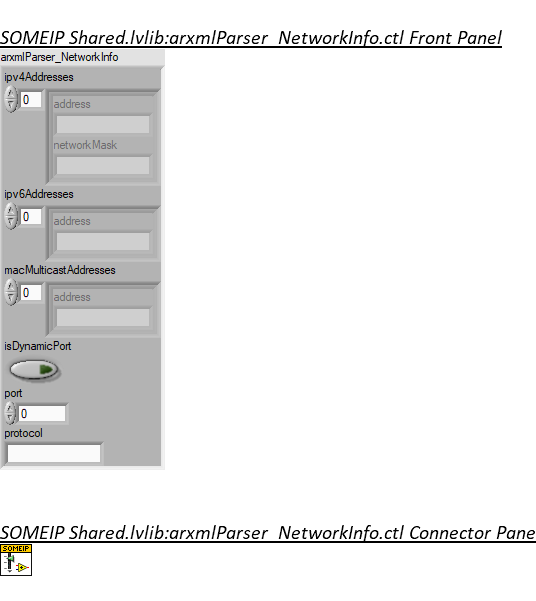 SOMEIP Shared.lvlib:arxmlParser_NetworkInfo.ctl Front Panel
arxmlParser_NetworkInfo
ipv4Addresses
0
address
networkMask
ipv6Addresses
0
address
macMulticastAddresses
0
address
isDynamicPort
port
0
protocol
SOMEIP Shared.lvlib:arxmlParser_NetworkInfo.ctl Connector Pane
SOMEIP